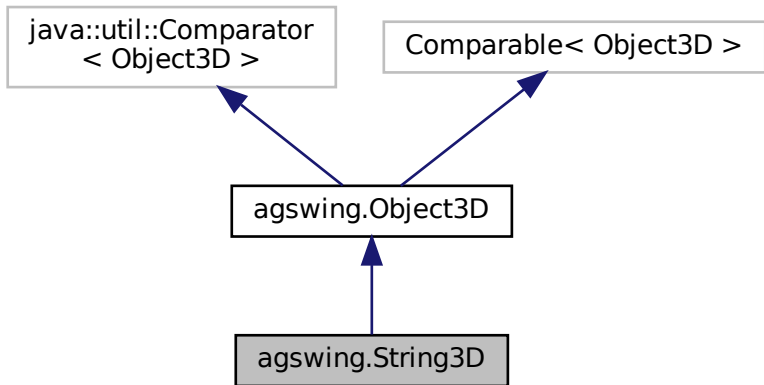 java::util::Comparator
< Object3D >
Comparable< Object3D >
agswing.Object3D
agswing.String3D